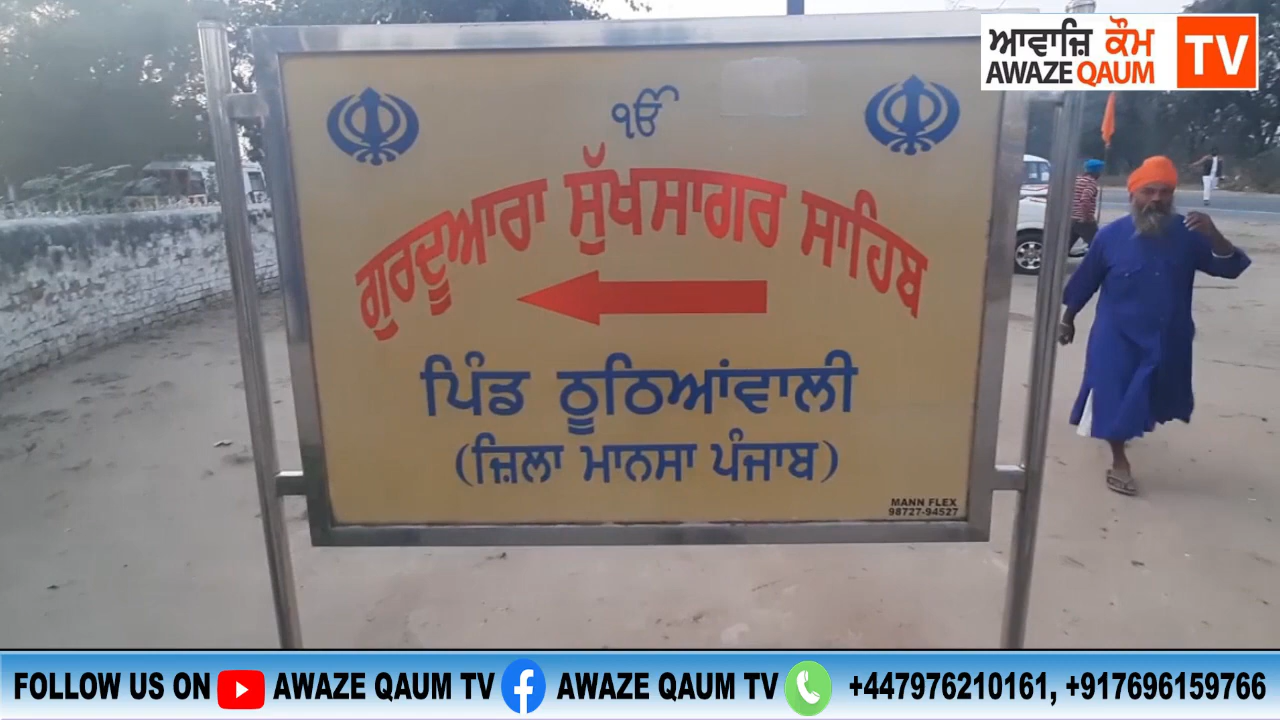 ਆਵਾਜ਼ਿ ਕੌਮ
AWAZE QAUM TV
ੴ
ਗੁਰਦੂਆਰਾ ਸੁੱਖਸਾਗਰ ਸਾਹਿਬ
ਪਿੰਡ ਠੂਠਿਆਂਵਾਲੀ
(ਜ਼ਿਲਾ ਮਾਨਸਾ ਪੰਜਾਬ)
MANN FLEX
98727-94527
FOLLOW US ON AWAZE QAUM TV AWAZE QAUM TV +447976210161, +917696159766